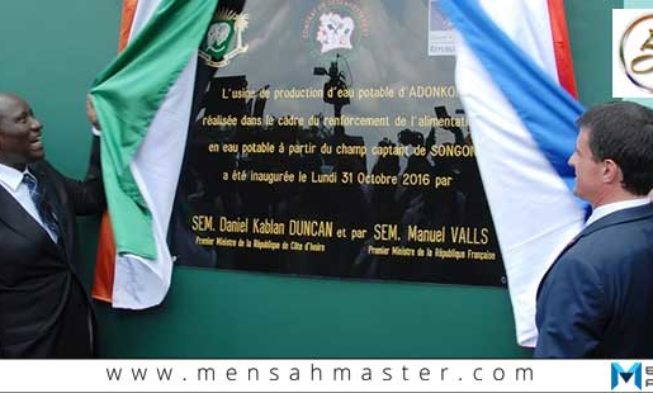 L'usine de production d'eau potable d'ADONKO
réalisée dans le cadre du renforcement de l'alimentati
en eau potable à partir du champ captant de SONGON
a été inaugurée le Lundi 31 Octobre 2016 par
SEM. Daniel Kablan DUNCAN et par SEM. Manuel VALLS
Premier Ministre de la République de Côte d'Ivoire Premier Ministre de la République Française
www.mensahmaster.com